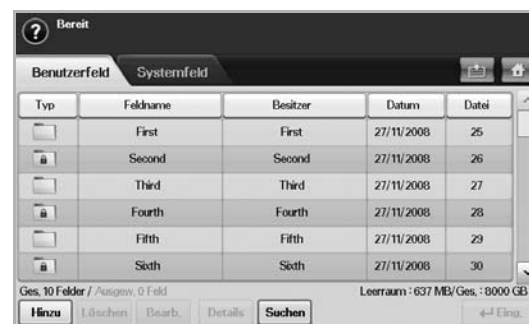 Bereit
Benutzerfeld Systemfeld
Typ Feldname Besitzer Datum Datei
First First 27/11/2008 25
Second Second 27/11/2008 26
Third Third 27/11/2008 27
Fourth Fourth 27/11/2008 28
Fifth Fifth 27/11/2008 29
Sixth Sixth 27/11/2008 30
Ges, 10 Felder / Ausgew, 0 Feld Leerraum : 637 MB/Ges, : 8000 GB
Hinzu Löschen Bearb. Details Suchen Eing.